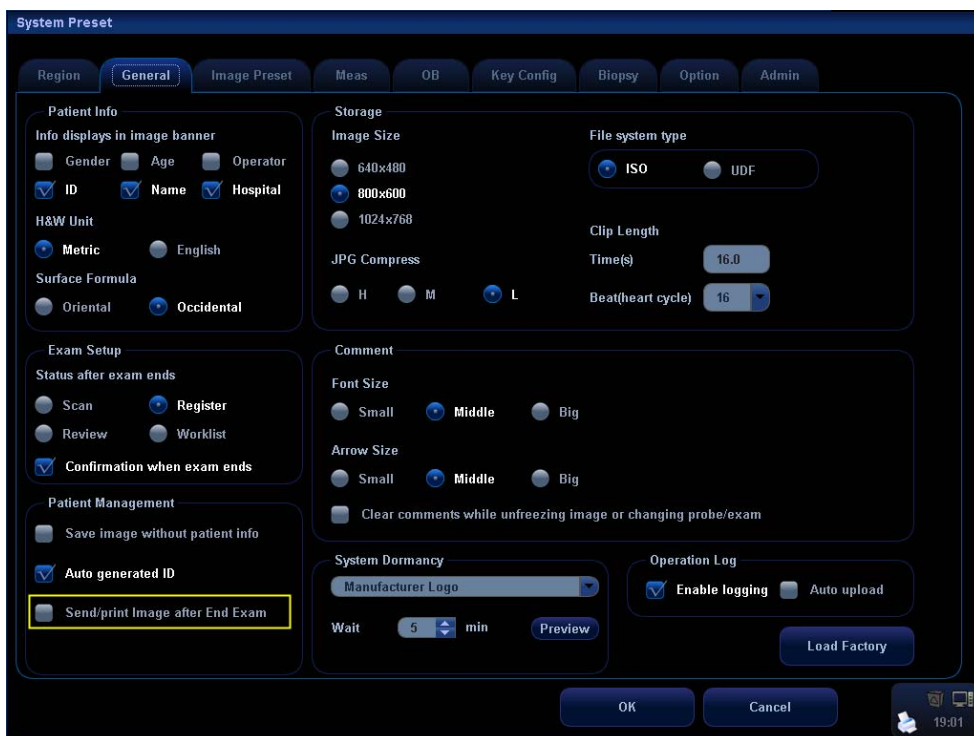 System Preset
Region General Image Preset Meas OB Key Config Biopsy Option Admin
Patient Info
Info displays in image banner
Gender Age Operator
ID Name Hospital
H&W Unit
Metric English
Surface Formula
Oriental Occidental
Exam Setup
Status after exam ends
Scan Register
Review Worklist
Confirmation when exam ends
Patient Management
Save image without patient info
Auto generated ID
Send/print Image after End Exam
Storage
Image Size
640x480
800x600
1024x768
JPG Compress
H M L
File system type
ISO UDF
Clip Length
Time(s) 16.0
Beat(heart cycle) 16
Comment
Font Size
Small Middle Big
Arrow Size
Small Middle Big
Clear comments while unfreezing image or changing probe/exam
System Dormancy
Manufacturer Logo
Wait 5 min Preview
Operation Log
Enable logging Auto upload
Load Factory
OK Cancel
19:01